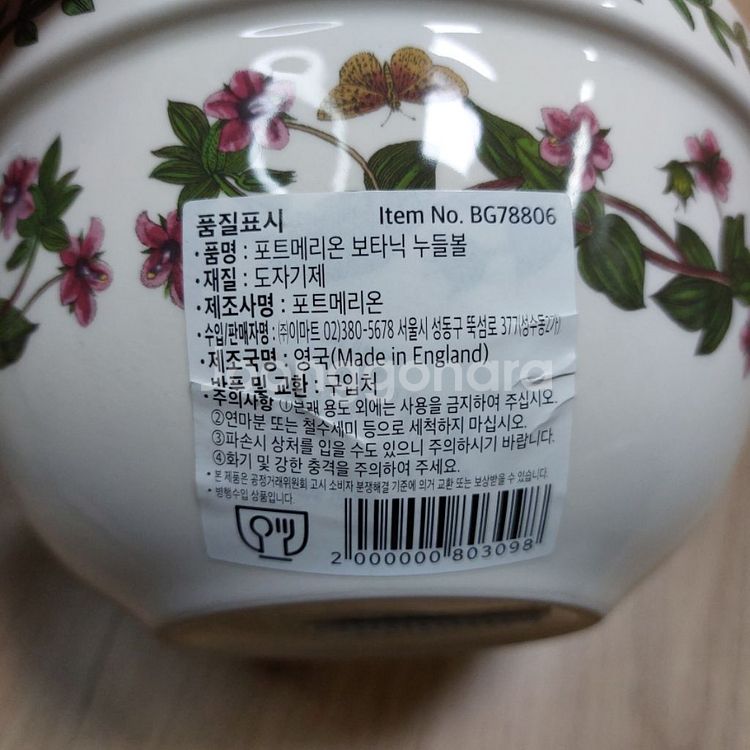 품질표시 Item No. BG78806
·품명 : 포트메리온 보타닉 누들볼
·재질 : 도자기제
·제조사명 : 포트메리온
수입/판매자명 : ㈜이마트 02)380-5678 서울시 성동구 뚝섬로 377(성수동2가)
·제조국명 : 영국(Made in England)
joonggonara
·반품 및 교환 : 구입처
·주의사항 ①본래 용도 외에는 사용을 금지하여 주십시오.
②연마분 또는 철수세미 등으로 세척하지 마십시오.
③파손시 상처를 입을 수도 있으니 주의하시기 바랍니다.
④화기 및 강한 충격을 주의하여 주세요.
• 본 제품은 공정거래위원회 고시 소비자 분쟁해결 기준에 의거 교환 또는 보상받을 수 있습니다.
• 병행수입 상품입니다.
2 000000 803098